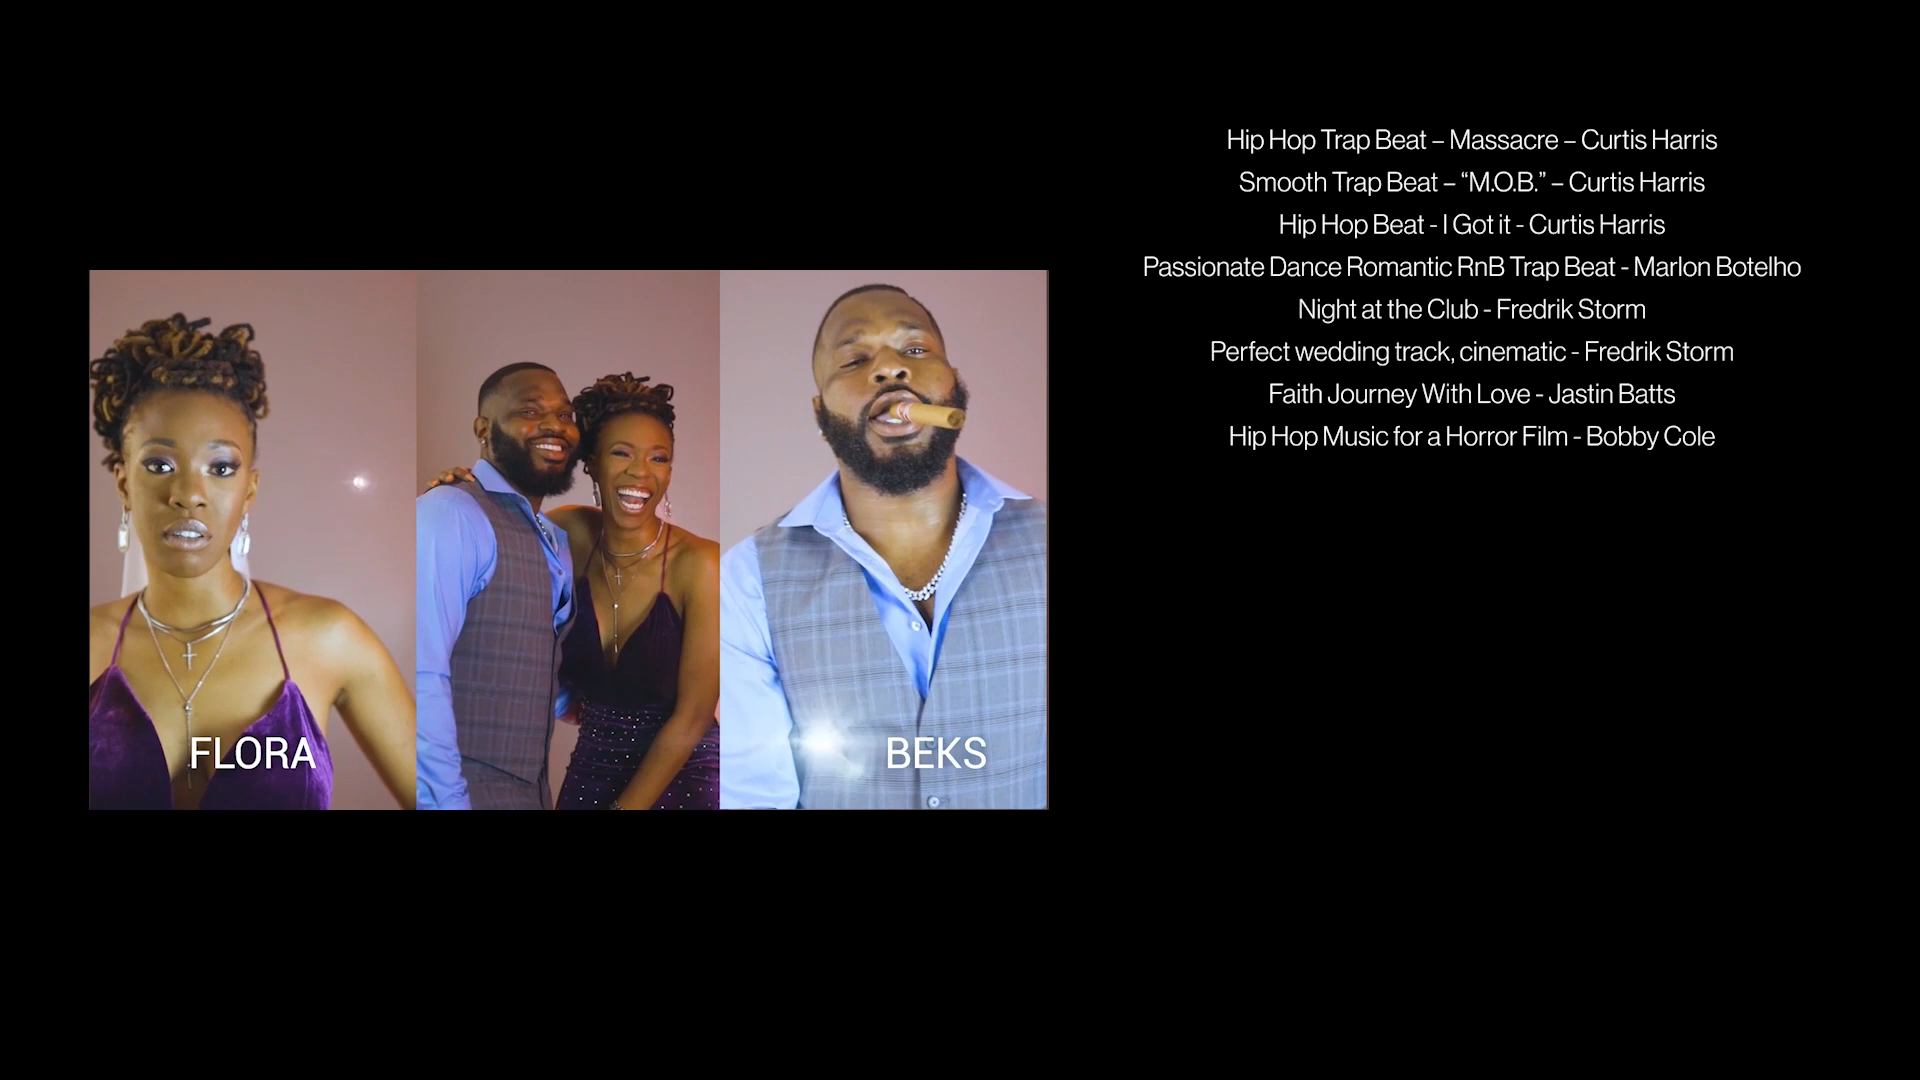 Hip Hop Trap Beat – Massacre – Curtis Harris
Smooth Trap Beat – “M.O.B.” – Curtis Harris
Hip Hop Beat - I Got it - Curtis Harris
Passionate Dance Romantic RnB Trap Beat - Marlon Botelho
Night at the Club - Fredrik Storm
Perfect wedding track, cinematic - Fredrik Storm
Faith Journey With Love - Jastin Batts
Hip Hop Music for a Horror Film - Bobby Cole
FLORA
BEKS